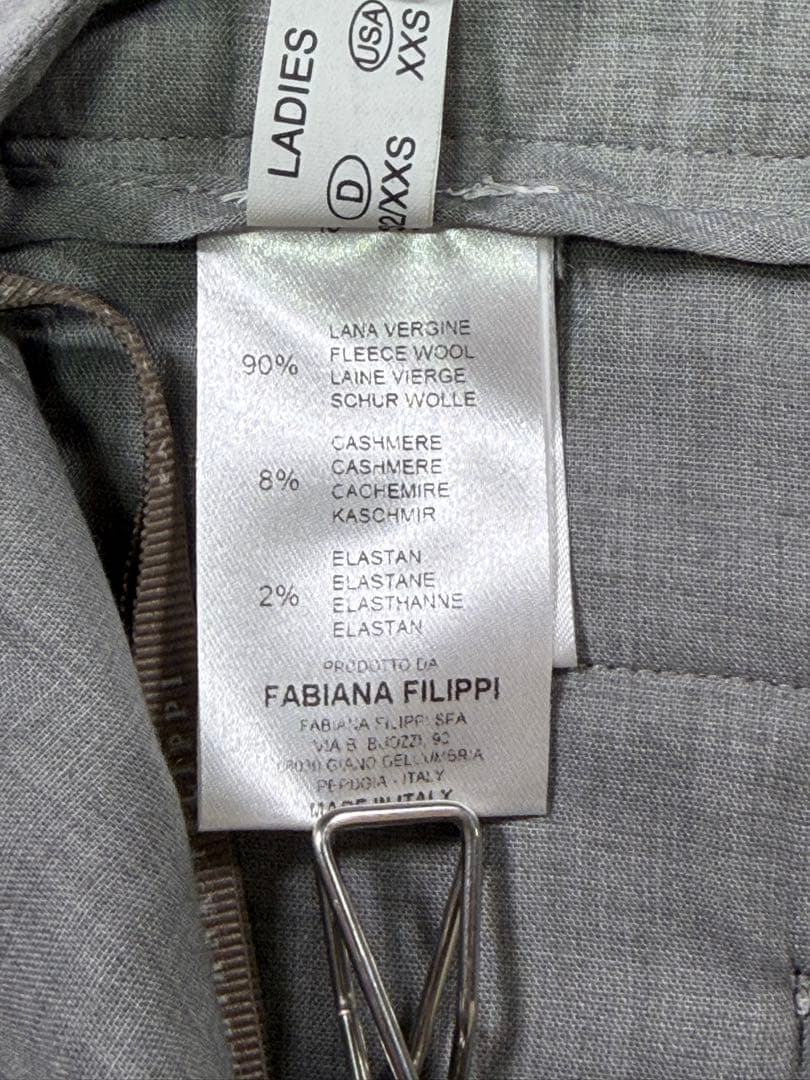 LADIES
D
USA
XXS
90%
LANA VERGINE
FLEECE WOOL
LAINE VIERGE
SCHUR WOLLE
8%
CASHMERE
CASHMERE
CACHEMIRE
KASCHMIR
2%
ELASTAN
ELASTANE
ELASTHANNE
ELASTAN
PRODOTTO DA
FABIANA FILIPPI
FABIANA FILIPPI SPA
VIA B. BUOZZI, 90
GIANO DELL'UMBRIA
PERUGIA - ITALY
MADE IN ITALY